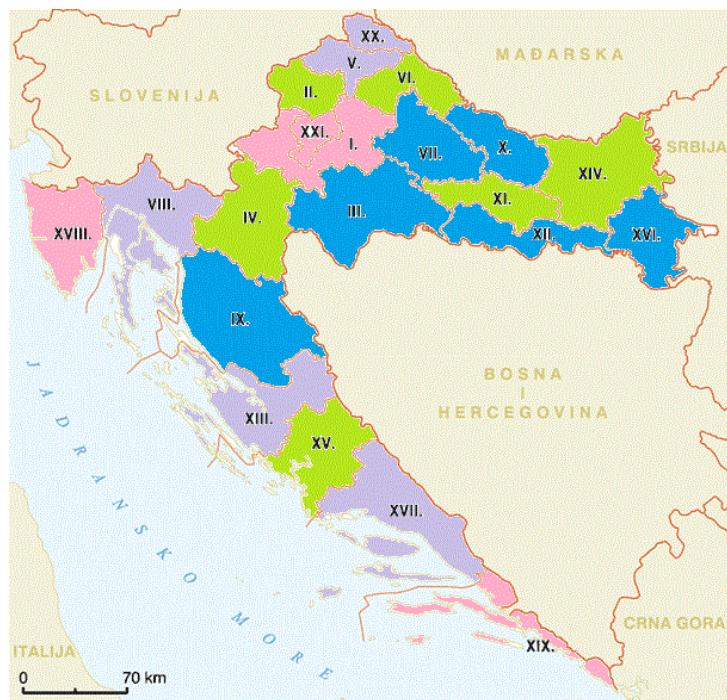 XX.
MAĐARSKA
V.
VI.
II.
SLOVENIJA
XXI.
I.
VII.
X.
SRBIJA
XIV.
XI.
VIII.
IV.
III.
XVIII.
XII.
XVI.
IX.
BOSNA
I
HERCEGOVINA
XIII.
XV.
JADRANSKO MORE
XVII.
CRNA GORA
XIX.
ITALIJA
0 70 km